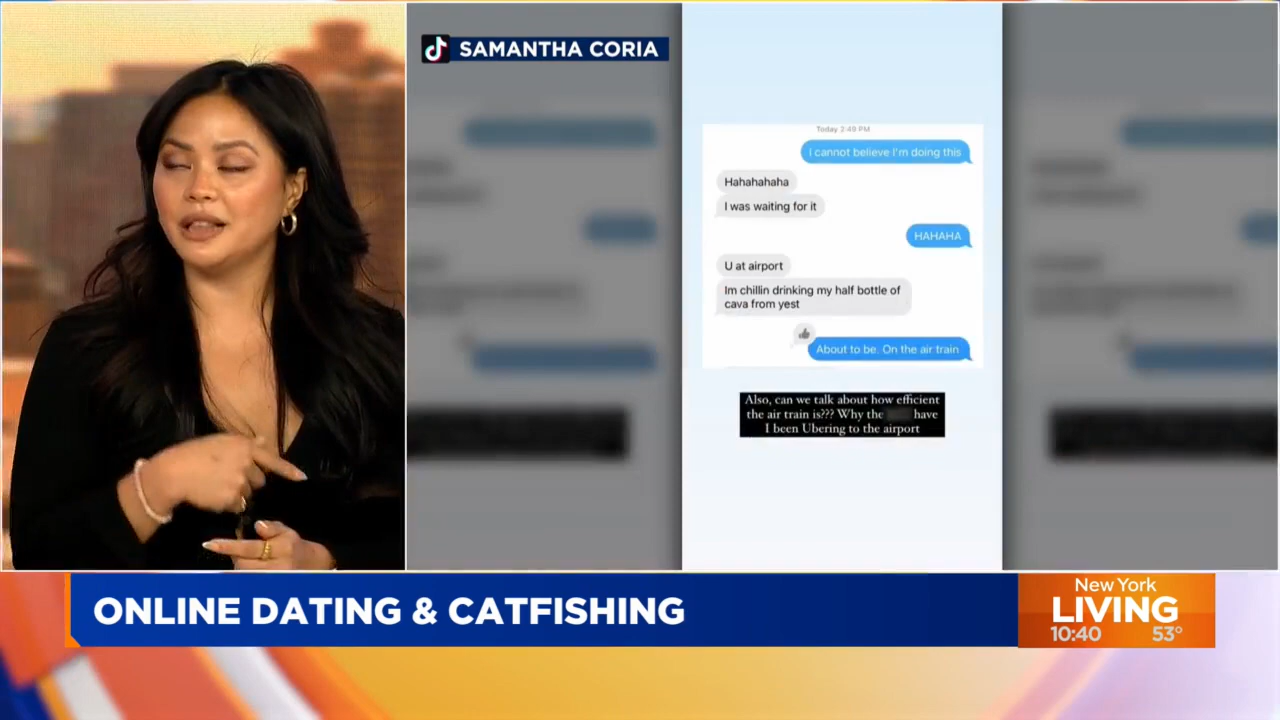 SAMANTHA CORIA
Today 2:49 PM
I cannot believe I'm doing this
Hahahahaha
I was waiting for it
HAHAHA
U at airport
Im chillin drinking my half bottle of
cava from yest
About to be. On the air train
Also, can we talk about how efficient
the air train is??? Why the have
I been Ubering to the airport
ONLINE DATING & CATFISHING
New York
LIVING
10:40 53°